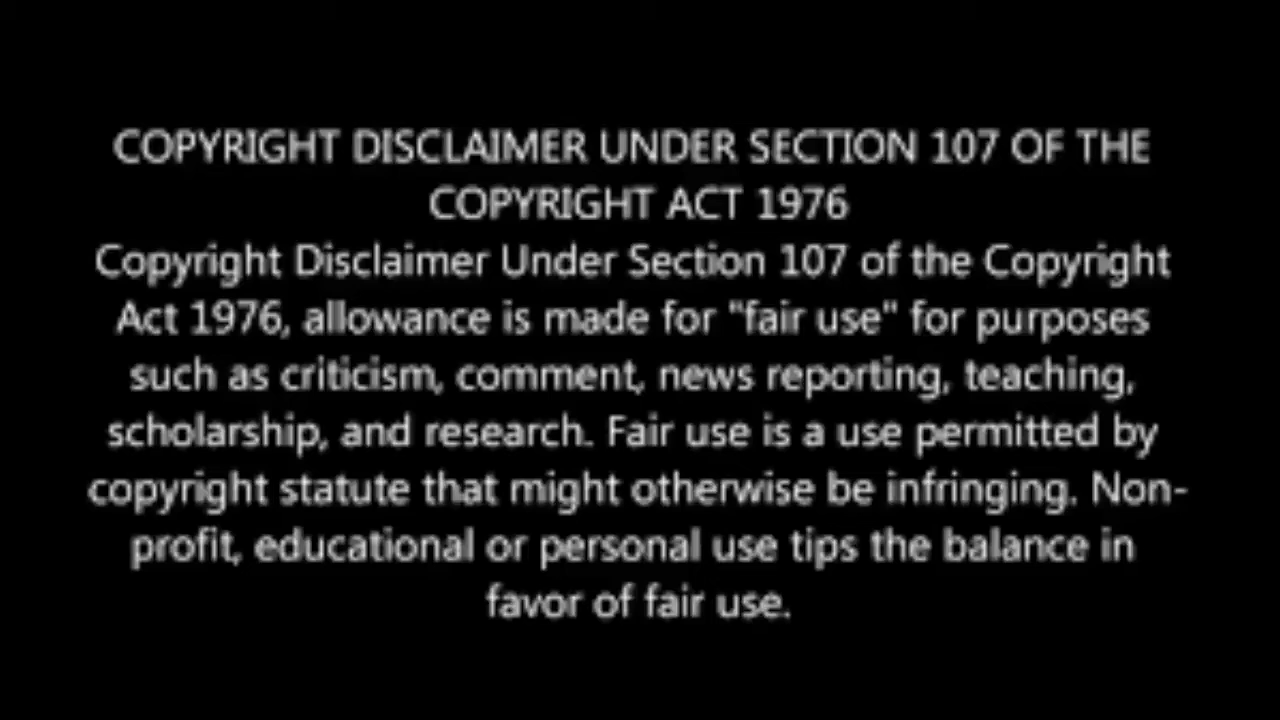 COPYRIGHT DISCLAIMER UNDER SECTION 107 OF THE
COPYRIGHT ACT 1976
Copyright Disclaimer Under Section 107 of the Copyright
Act 1976, allowance is made for "fair use" for purposes
such as criticism, comment, news reporting, teaching,
scholarship, and research. Fair use is a use permitted by
copyright statute that might otherwise be infringing. Non-
profit, educational or personal use tips the balance in
favor of fair use.